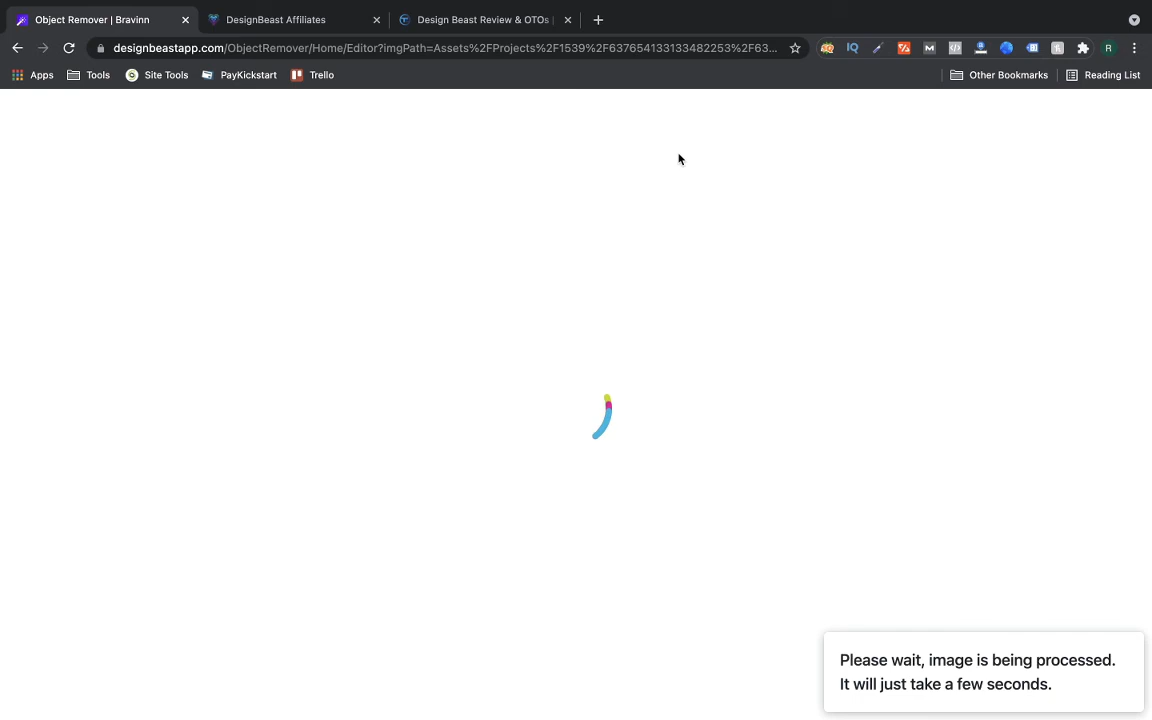 Object Remover | Bravinn
DesignBeast Affiliates
Design Beast Review & OTOs |
designbeastapp.com/ObjectRemover/Home/Editor?imgPath=Assets%2FProjects%2F1539%2F637654133133482253%2F63...
IQ
M
R
Apps
Tools
Site Tools
PayKickstart
Trello
Other Bookmarks
Reading List
Please wait, image is being processed.
It will just take a few seconds.